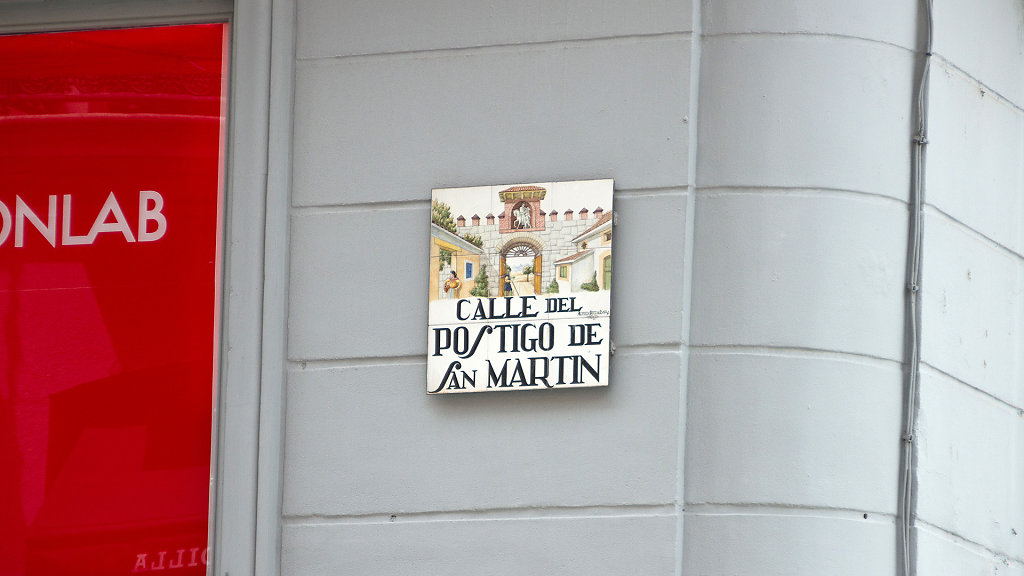 ONLAB
CALLE DEL
POSTIGO DE
SAN MARTIN